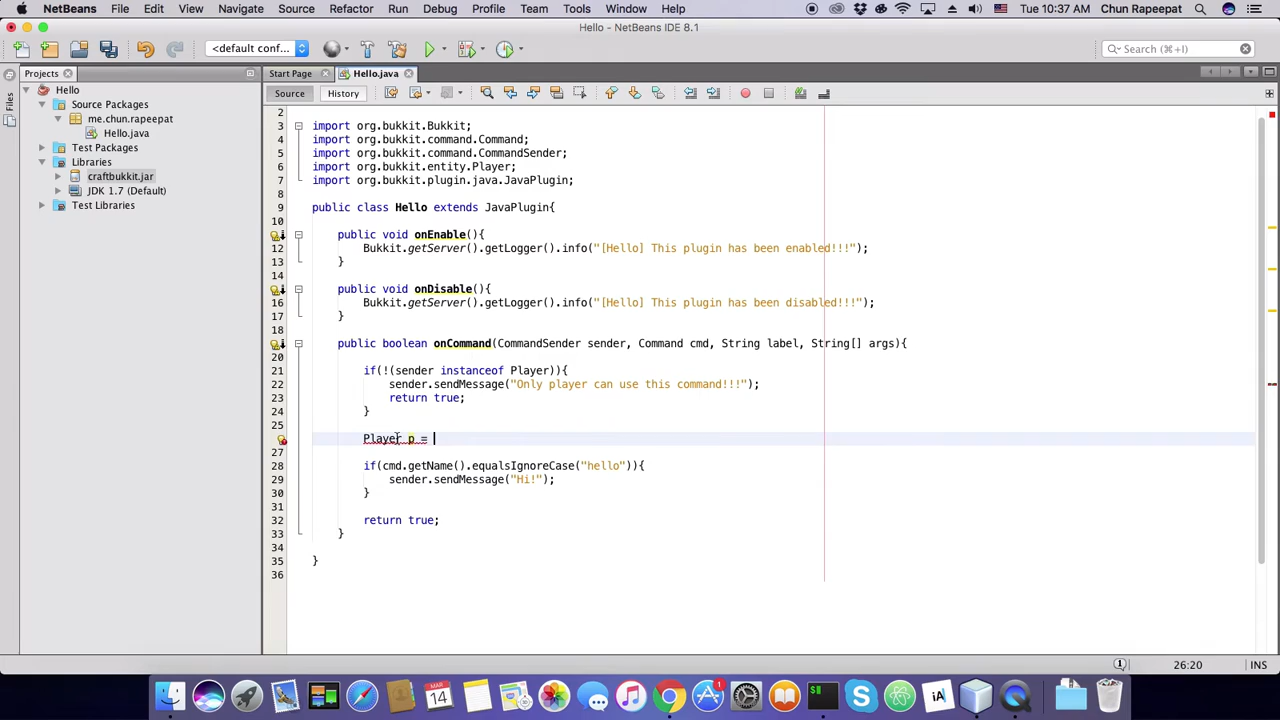 NetBeans File Edit View Navigate Source Refactor Run Debug Profile Team Tools Window Help Tue 10:37 AM Chun Rapeepat
Hello - NetBeans IDE 8.1
<default conf... Search (⌘+I)
Projects Start Page Hello.java
Files
Source History
Hello
Source Packages
me.chun.rapeepat
Hello.java
Test Packages
Libraries
craftbukkit.jar
JDK 1.7 (Default)
Test Libraries
2
3 import org.bukkit.Bukkit;
4 import org.bukkit.command.Command;
5 import org.bukkit.command.CommandSender;
6 import org.bukkit.entity.Player;
7 import org.bukkit.plugin.java.JavaPlugin;
8
9 public class Hello extends JavaPlugin{
10
public void onEnable(){
12 Bukkit.getServer().getLogger().info("[Hello] This plugin has been enabled!!!");
13 }
14
public void onDisable(){
16 Bukkit.getServer().getLogger().info("[Hello] This plugin has been disabled!!!");
17 }
18
public boolean onCommand(CommandSender sender, Command cmd, String label, String[] args){
20
21 if(!(sender instanceof Player)){
22 sender.sendMessage("Only player can use this command!!!");
23 return true;
24 }
25
Player p =
27
28 if(cmd.getName().equalsIgnoreCase("hello")){
29 sender.sendMessage("Hi!");
30 }
31
32 return true;
33 }
34
35 }
36
1 26:20 INS
MAR
14
1
iA